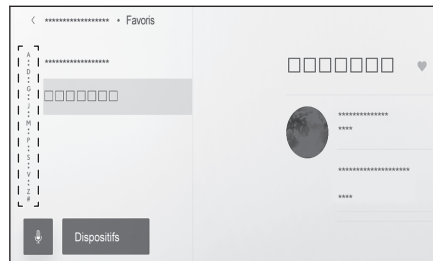 < ****************** • Favoris
A
•
D
•
G
•
J
•
M
•
P
•
S
•
V
•
Z
#
******************
□□□□□□□
Dispositifs
□□□□□□□
**************
****
********************
****